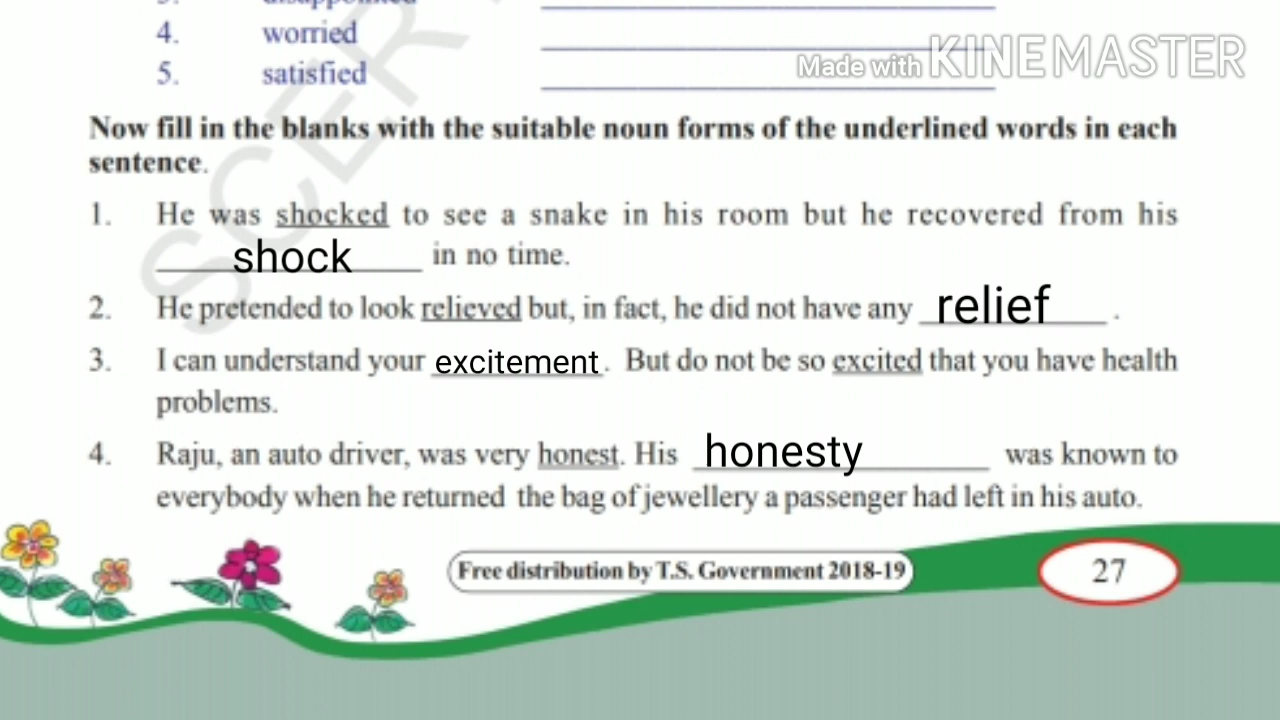 3. disappointed
4. worried
5. satisfied
Made with KINEMASTER
Now fill in the blanks with the suitable noun forms of the underlined words in each
sentence.
1. He was shocked to see a snake in his room but he recovered from his
shock in no time.
2. He pretended to look relieved but, in fact, he did not have any relief .
3. I can understand your excitement. But do not be so excited that you have health
problems.
4. Raju, an auto driver, was very honest. His honesty was known to
everybody when he returned the bag of jewellery a passenger had left in his auto.
SCERT
Free distribution by T.S. Government 2018-19
27